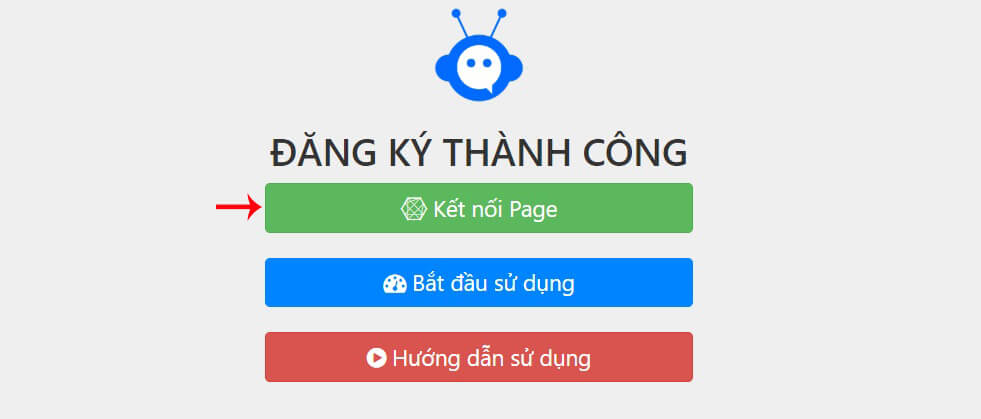 ĐĂNG KÝ THÀNH CÔNG
Kết nối Page
Bắt đầu sử dụng
Hướng dẫn sử dụng